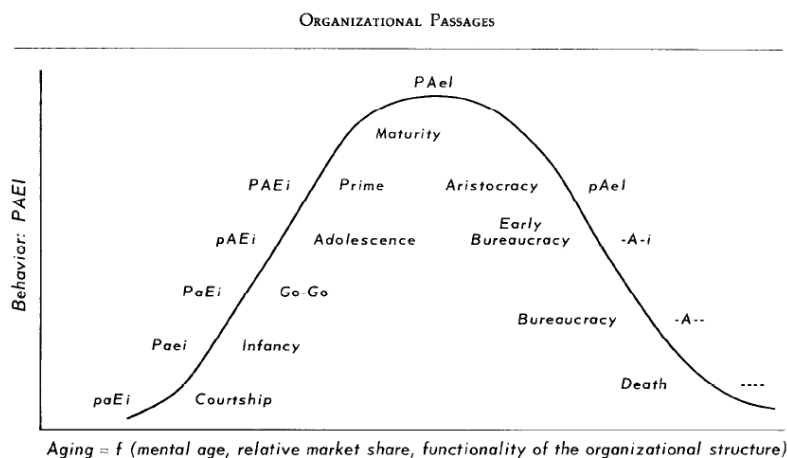 ORGANIZATIONAL PASSAGES
PAeI
Maturity
PAEi Prime Aristocracy pAeI
Early
pAEi Adolescence Bureaucracy -A-i
PaEi Go-Go
Bureaucracy -A--
Paei Infancy
Death ----
paEi Courtship
Behavior: PAEI
Aging = f (mental age, relative market share, functionality of the organizational structure)